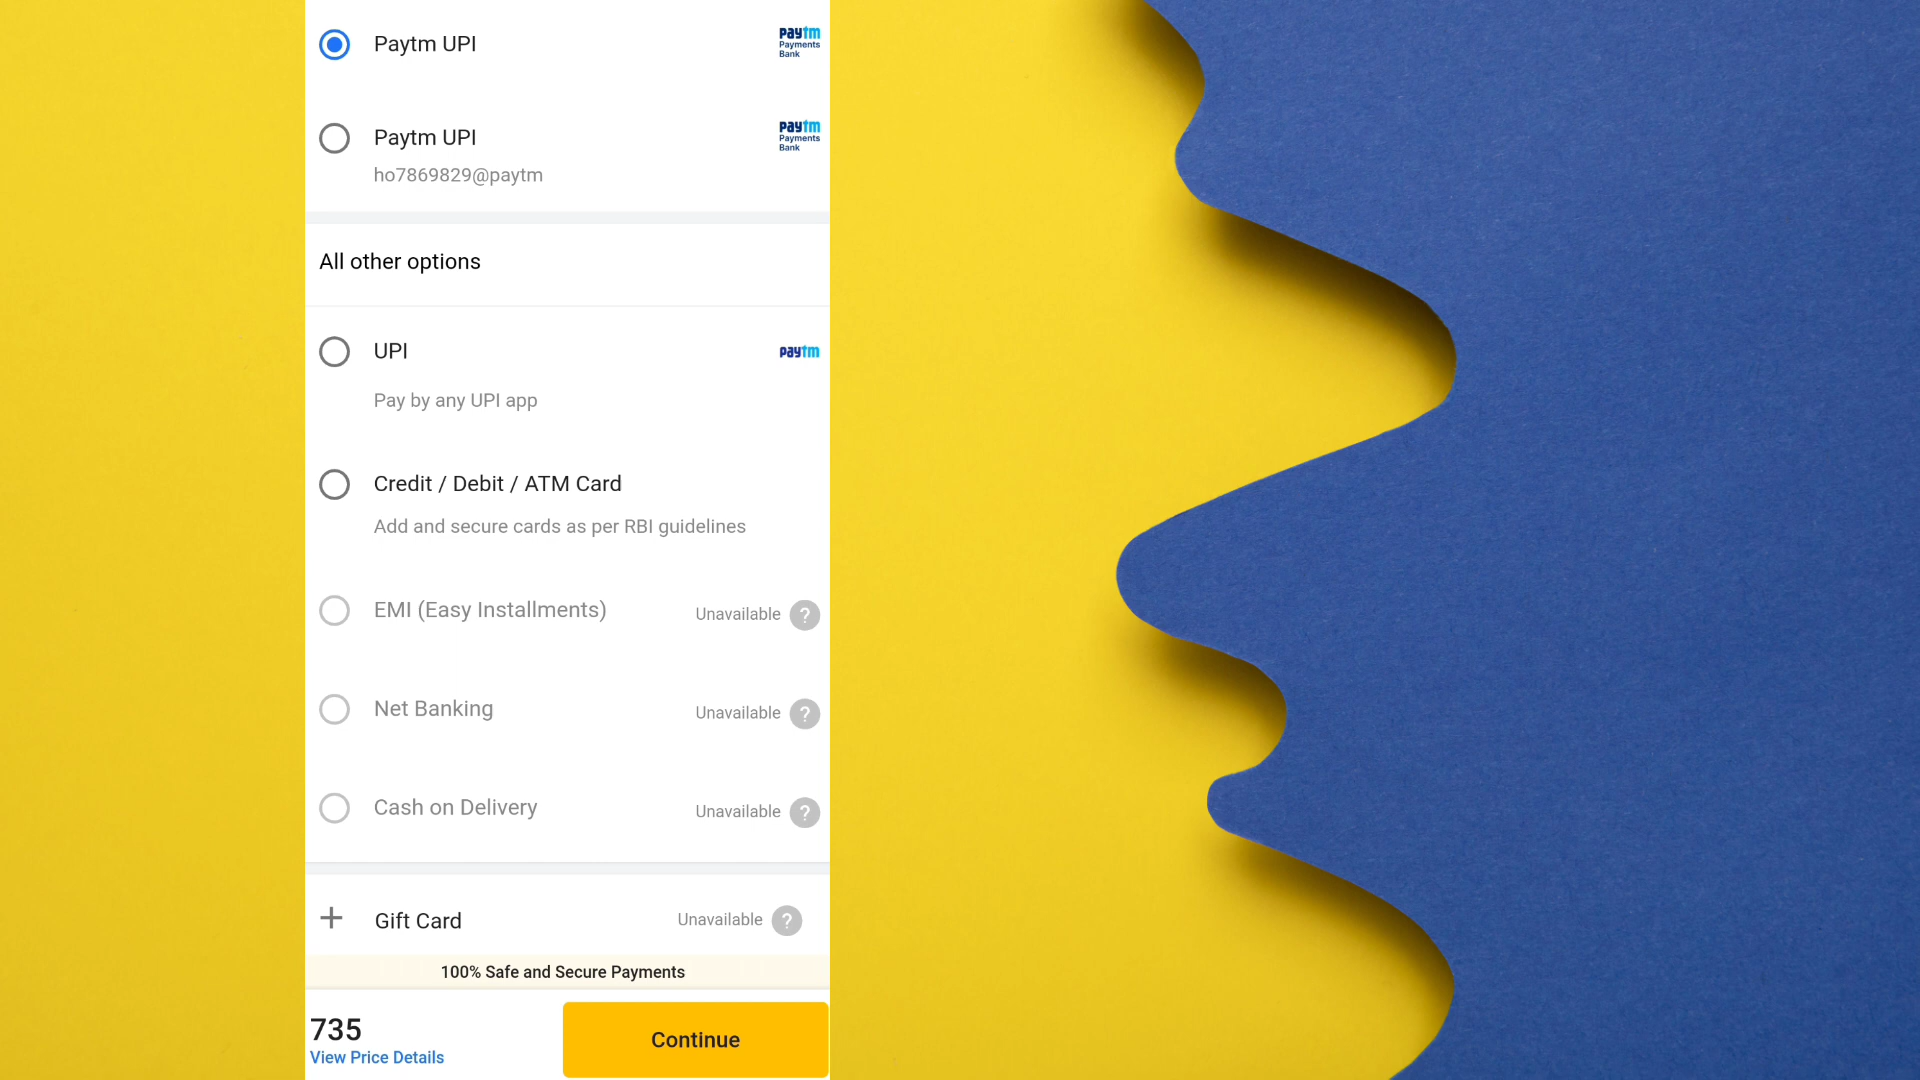 Paytm UPI
paytm
Payments
Bank
Paytm UPI
paytm
Payments
Bank
ho7869829@paytm
All other options
UPI
paytm
Pay by any UPI app
Credit / Debit / ATM Card
Add and secure cards as per RBI guidelines
EMI (Easy Installments)
Unavailable ?
Net Banking
Unavailable ?
Cash on Delivery
Unavailable ?
+ Gift Card
Unavailable ?
100% Safe and Secure Payments
735
View Price Details
Continue